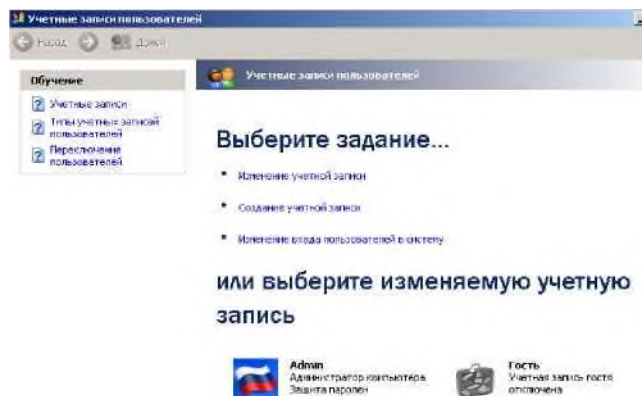 Учетные записи пользователей
Назад Домой
Обучение
Учетные записи
Типы учетных записей
пользователей
Переключение
пользователей
Учетные записи пользователей
Выберите задание...
Изменение учетной записи
Создание учетной записи
Изменение входа пользователей в систему
или выберите изменяемую учетную
запись
Admin
Администратор компьютера
Защита паролем
Гость
Учетная запись гостя
отключена